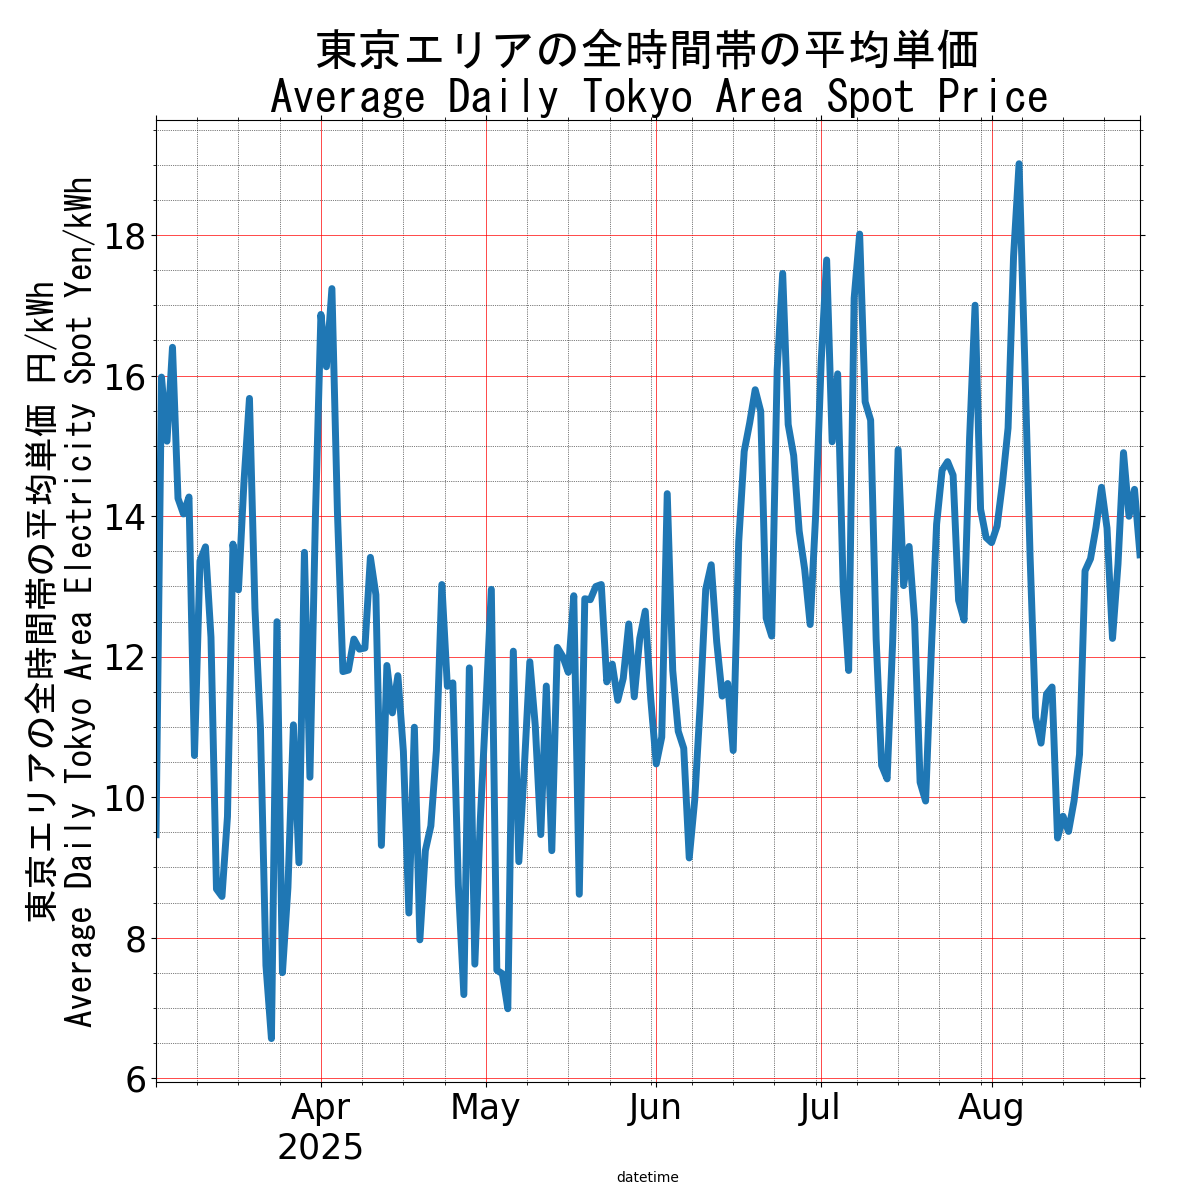 東京エリアの全時間帯の平均単価
Average Daily Tokyo Area Spot Price
東京エリアの全時間帯の平均単価 円/kWh
Average Daily Tokyo Area Electricity Spot Yen/kWh
18
16
14
12
10
8
6
Apr
2025
May
Jun
Jul
Aug
datetime